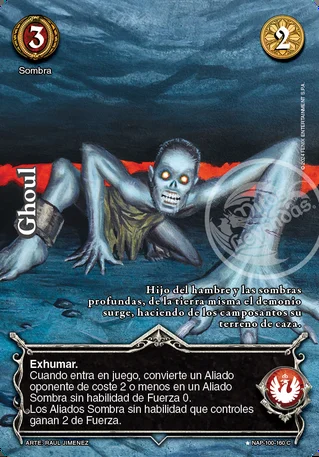 3
2
Sombra
© 2024 FENIX ENTERTAINMENT S.P.A
Ghoul
Hijo del hambre y las sombras
profundas, de la tierra misma el demonio
surge, haciendo de los camposantos su
terreno de caza.
Exhumar.
Cuando entra en juego, convierte un Aliado
oponente de coste 2 o menos en un Aliado
Sombra sin habilidad de Fuerza 0.
Los Aliados Sombra sin habilidad que controles
ganan 2 de Fuerza.
ARTE: RAUL JIMENEZ
NAP-100-160 C